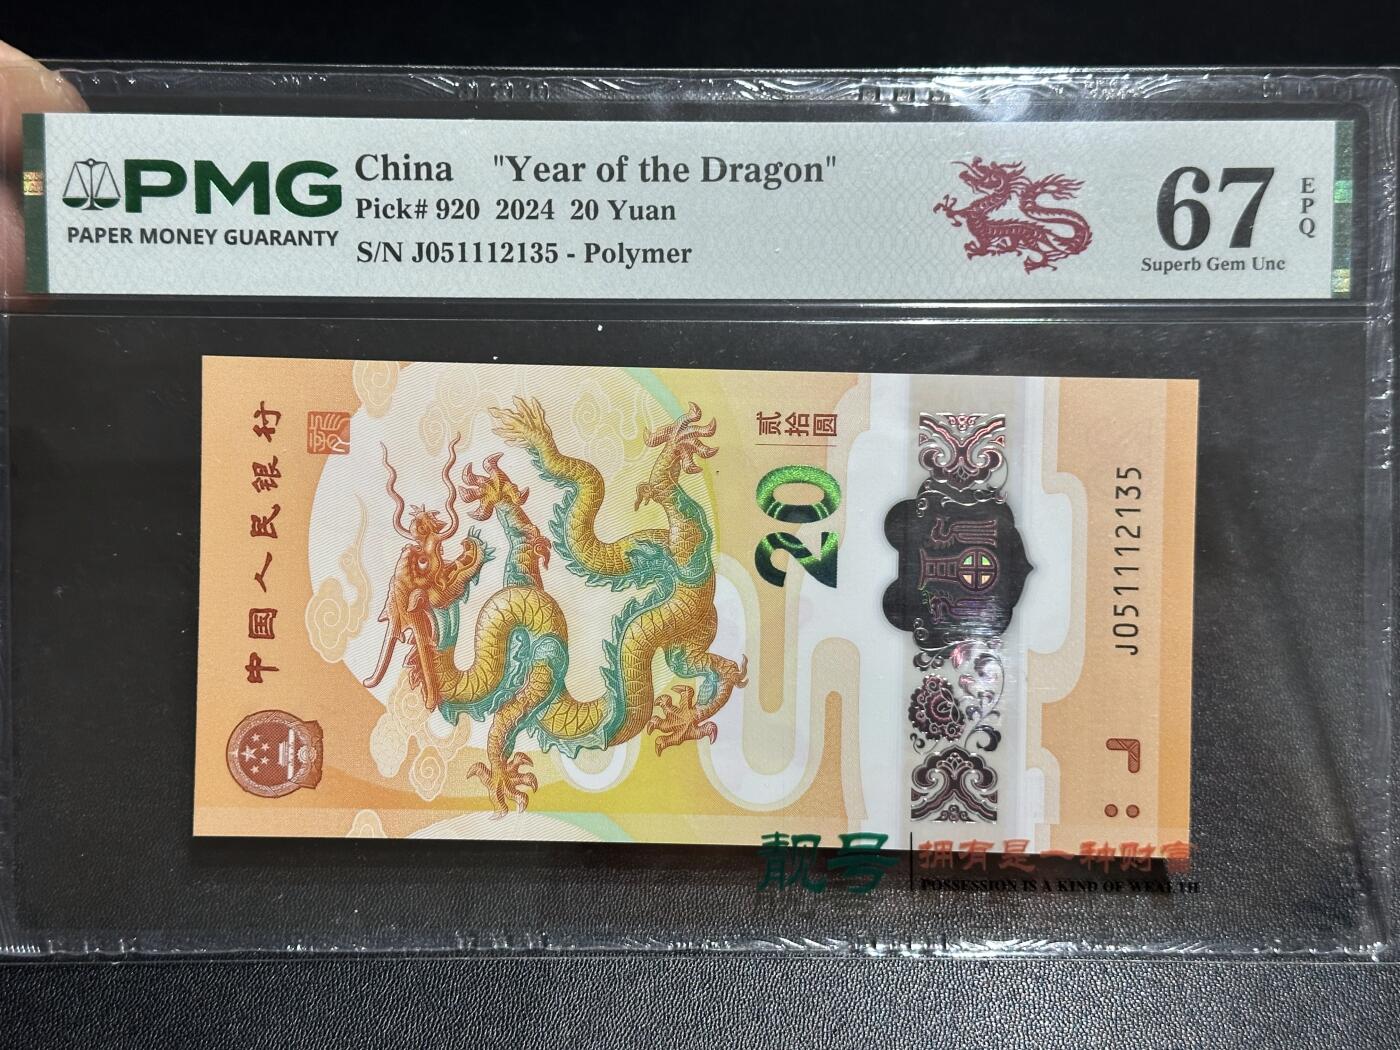 PMG
PAPER MONEY GUARANTY
China "Year of the Dragon"
Pick# 920 2024 20 Yuan
S/N J051112135 - Polymer
67
EPQ
Superb Gem Unc
中国人民银行
贰拾圆
20
J051112135
靓号
拥有是一种财富
POSSESSION IS A KIND OF WEALTH